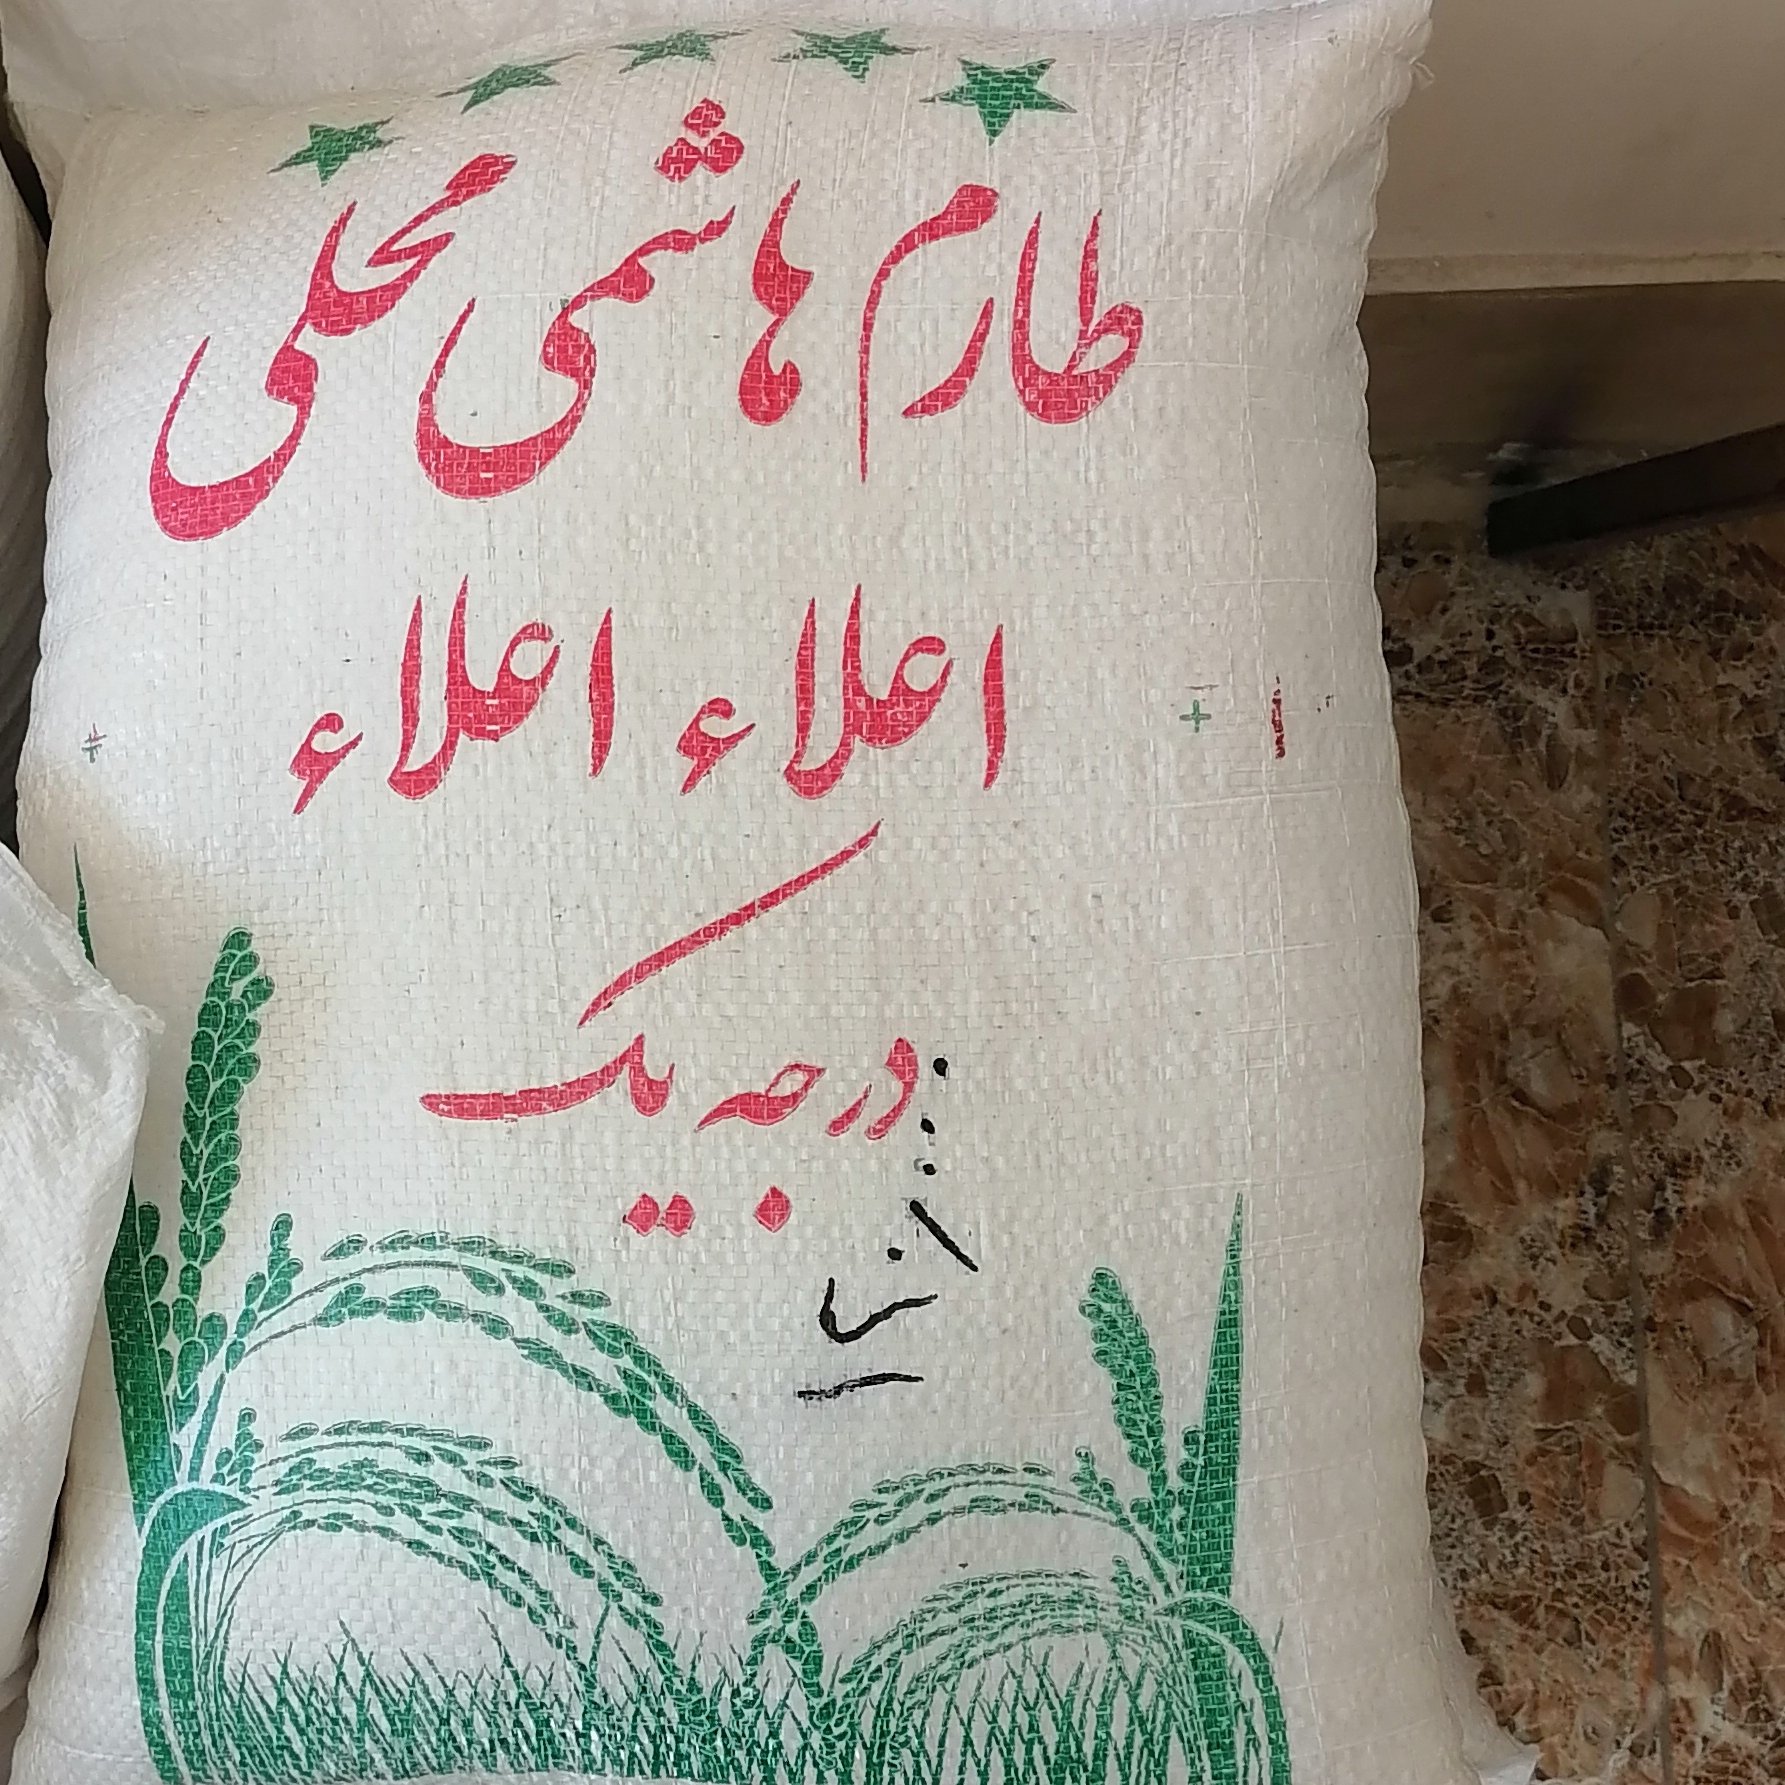 طارم هاشمی محلی
اعلاء اعلاء
درجه یک